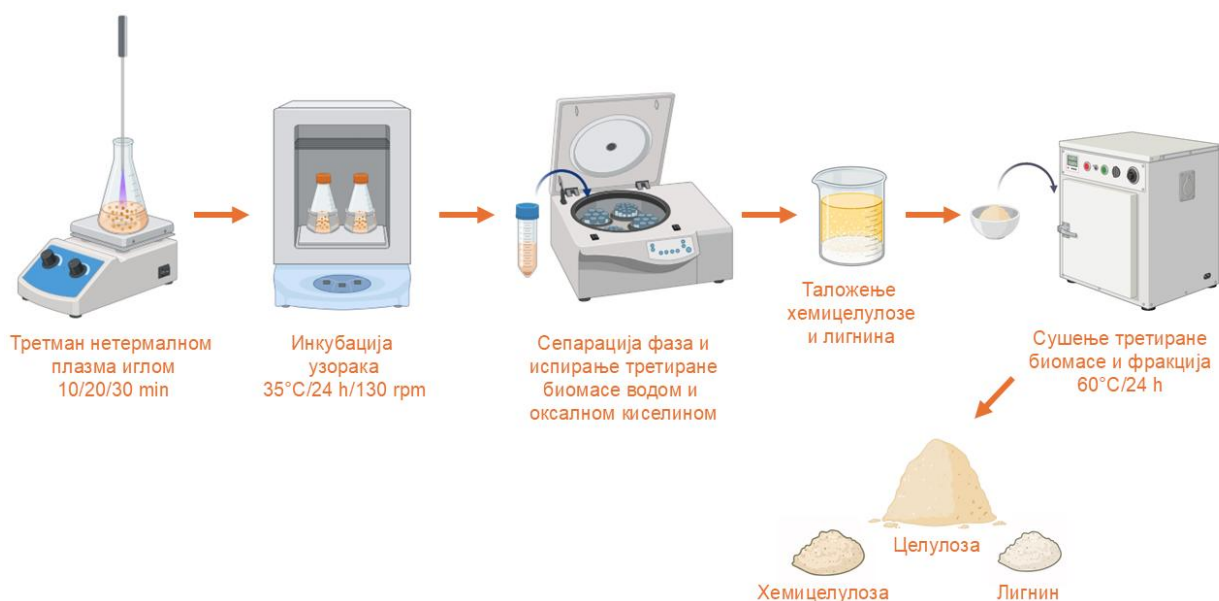 Третман нетермалном
плазма иглом
10/20/30 min
Инкубација
узорака
35°C/24 h/130 rpm
Сепарација фаза и
испирање третиране
биомасе водом и
оксалном киселином
Таложење
хемицелулозе
и лигнина
Сушење третиране
биомасе и фракција
60°C/24 h
Целулоза
Хемицелулоза
Лигнин